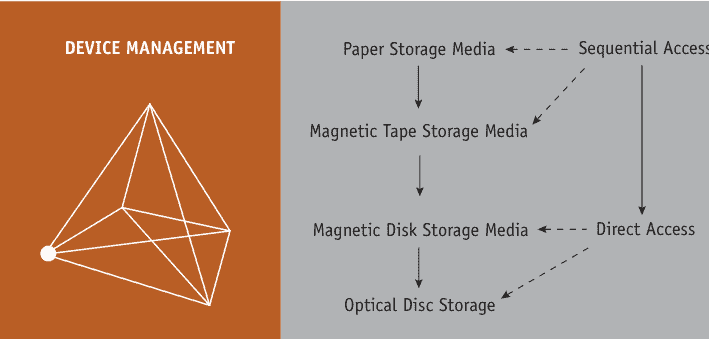 DEVICE MANAGEMENT
Paper Storage Media
Sequential Access
Magnetic Tape Storage Media
Magnetic Disk Storage Media
Direct Access
Optical Disc Storage